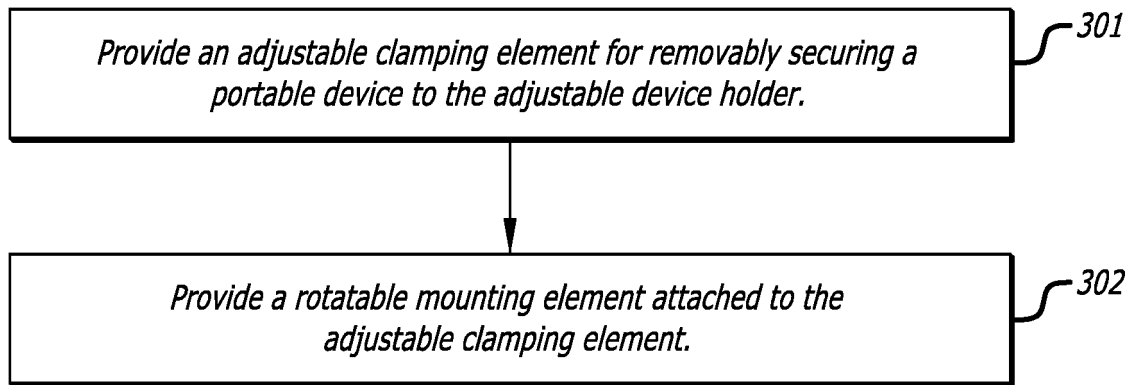 Provide an adjustable clamping element for removably securing a
portable device to the adjustable device holder.
301
Provide a rotatable mounting element attached to the
adjustable clamping element.
302